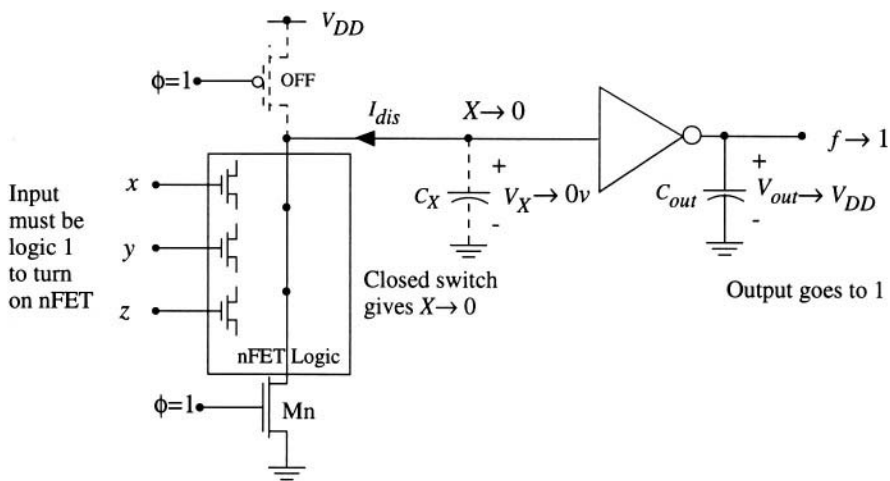 V_DD
ϕ=1
OFF
I_dis
X→0
f→1
Input
must be
logic 1
to turn
on nFET
x
y
z
C_X
+
V_X→0v
-
C_out
+
V_out→V_DD
-
Closed switch
gives X→0
Output goes to 1
nFET Logic
ϕ=1
Mn